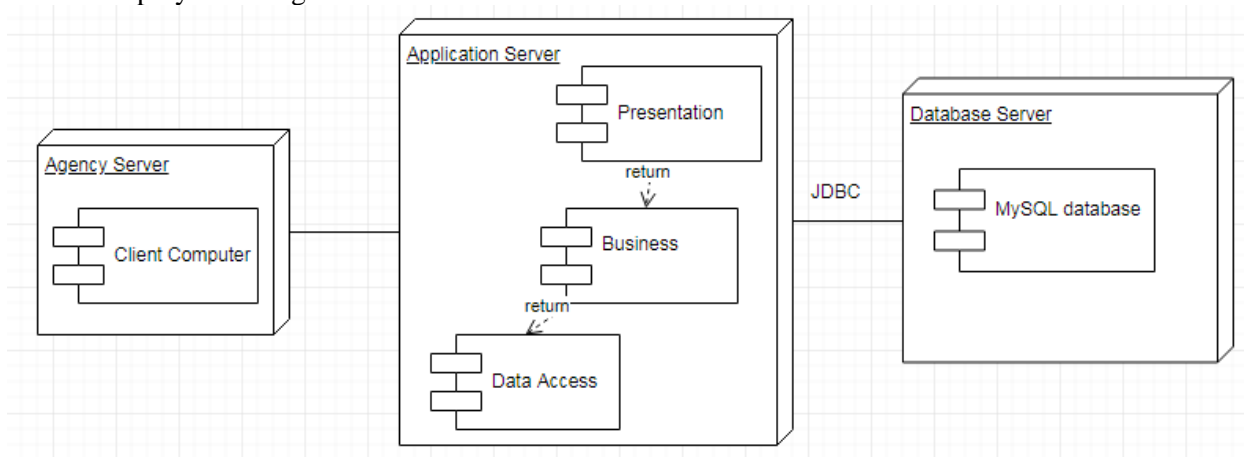 Agency Server
Client Computer
Application Server
Presentation
return
Business
return
Data Access
JDBC
Database Server
MySQL database